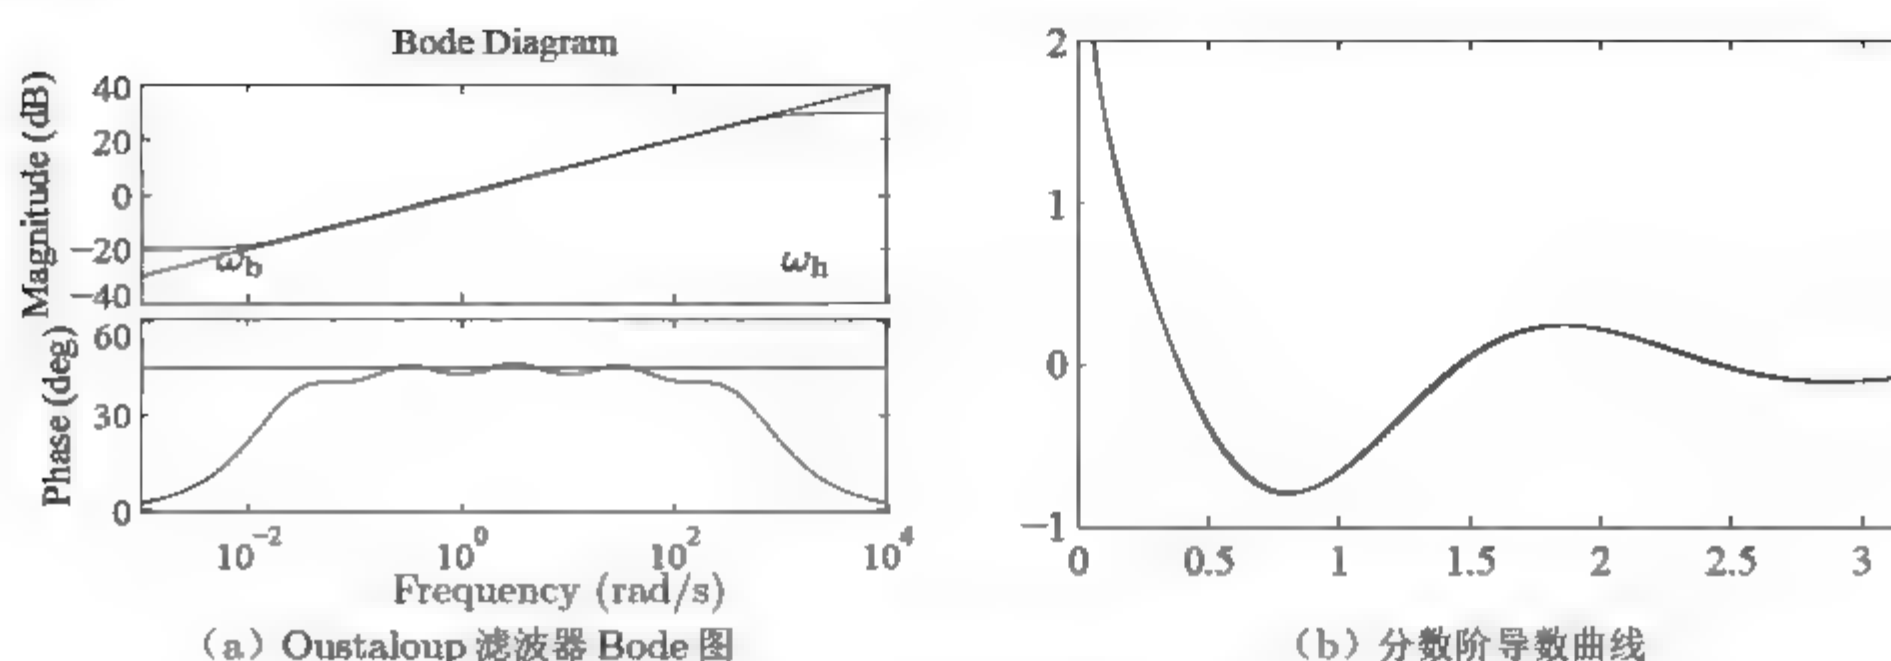 Bode Diagram
Magnitude (dB)
40
20
0
−20
−40
ω_b
ω_h
Phase (deg)
60
30
0
10^−2
10^0
10^2
10^4
Frequency (rad/s)
(a) Oustaloup 滤波器 Bode 图
2
1
0
−1
0
0.5
1
1.5
2
2.5
3
(b) 分数阶导数曲线